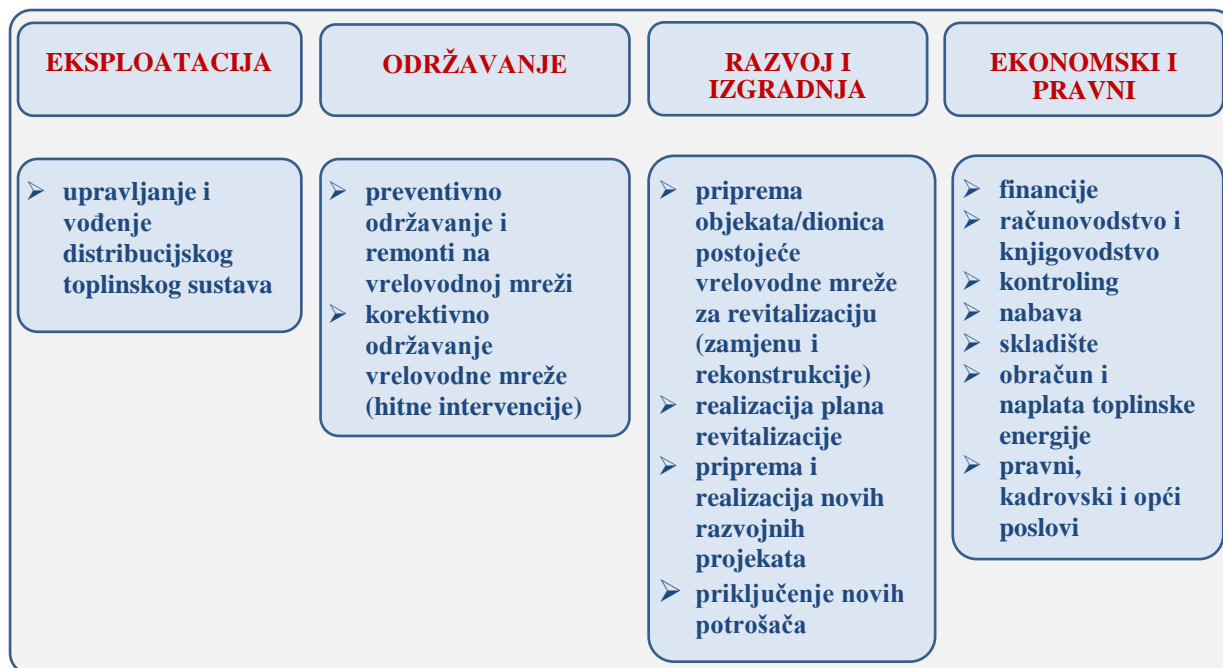 EKSPLOATACIJA
➢ upravljanje i
vođenje
distribucijskog
toplinskog sustava
ODRŽAVANJE
➢ preventivno
održavanje i
remonti na
vrelovodnoj mreži
➢ korektivno
održavanje
vrelovodne mreže
(hitne intervencije)
RAZVOJ I
IZGRADNJA
➢ priprema
objekata/dionica
postojeće
vrelovodne mreže
za revitalizaciju
(zamjenu i
rekonstrukcije)
➢ realizacija plana
revitalizacije
➢ priprema i
realizacija novih
razvojnih
projekata
➢ priključenje novih
potrošača
EKONOMSKI I
PRAVNI
➢ financije
➢ računovodstvo i
knjigovodstvo
➢ kontroling
➢ nabava
➢ skladište
➢ obračun i
naplata toplinske
energije
➢ pravni,
kadrovski i opći
poslovi